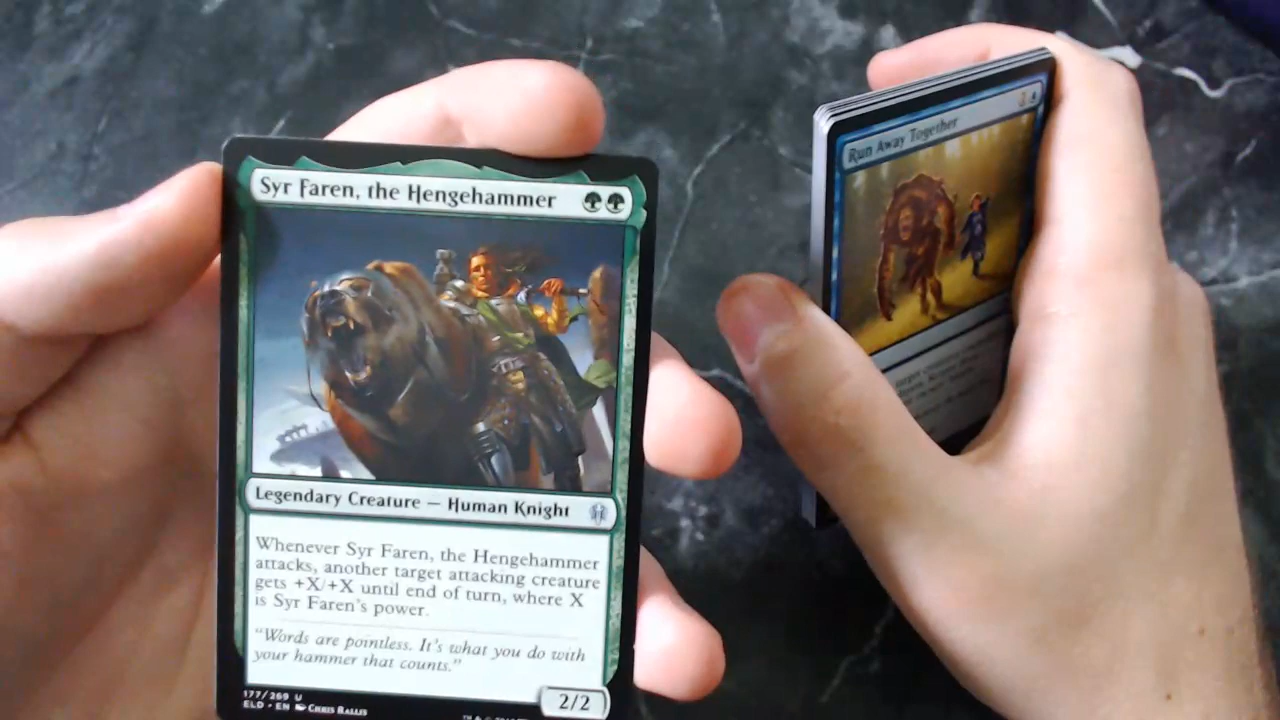 Syr Faren, the Hengehammer
Legendary Creature — Human Knight
Whenever Syr Faren, the Hengehammer
attacks, another target attacking creature
gets +X/+X until end of turn, where X
is Syr Faren's power.
"Words are pointless. It's what you do with
your hammer that counts."
2/2
177/269 U
ELD • EN Chris Rallis
Run Away Together
target